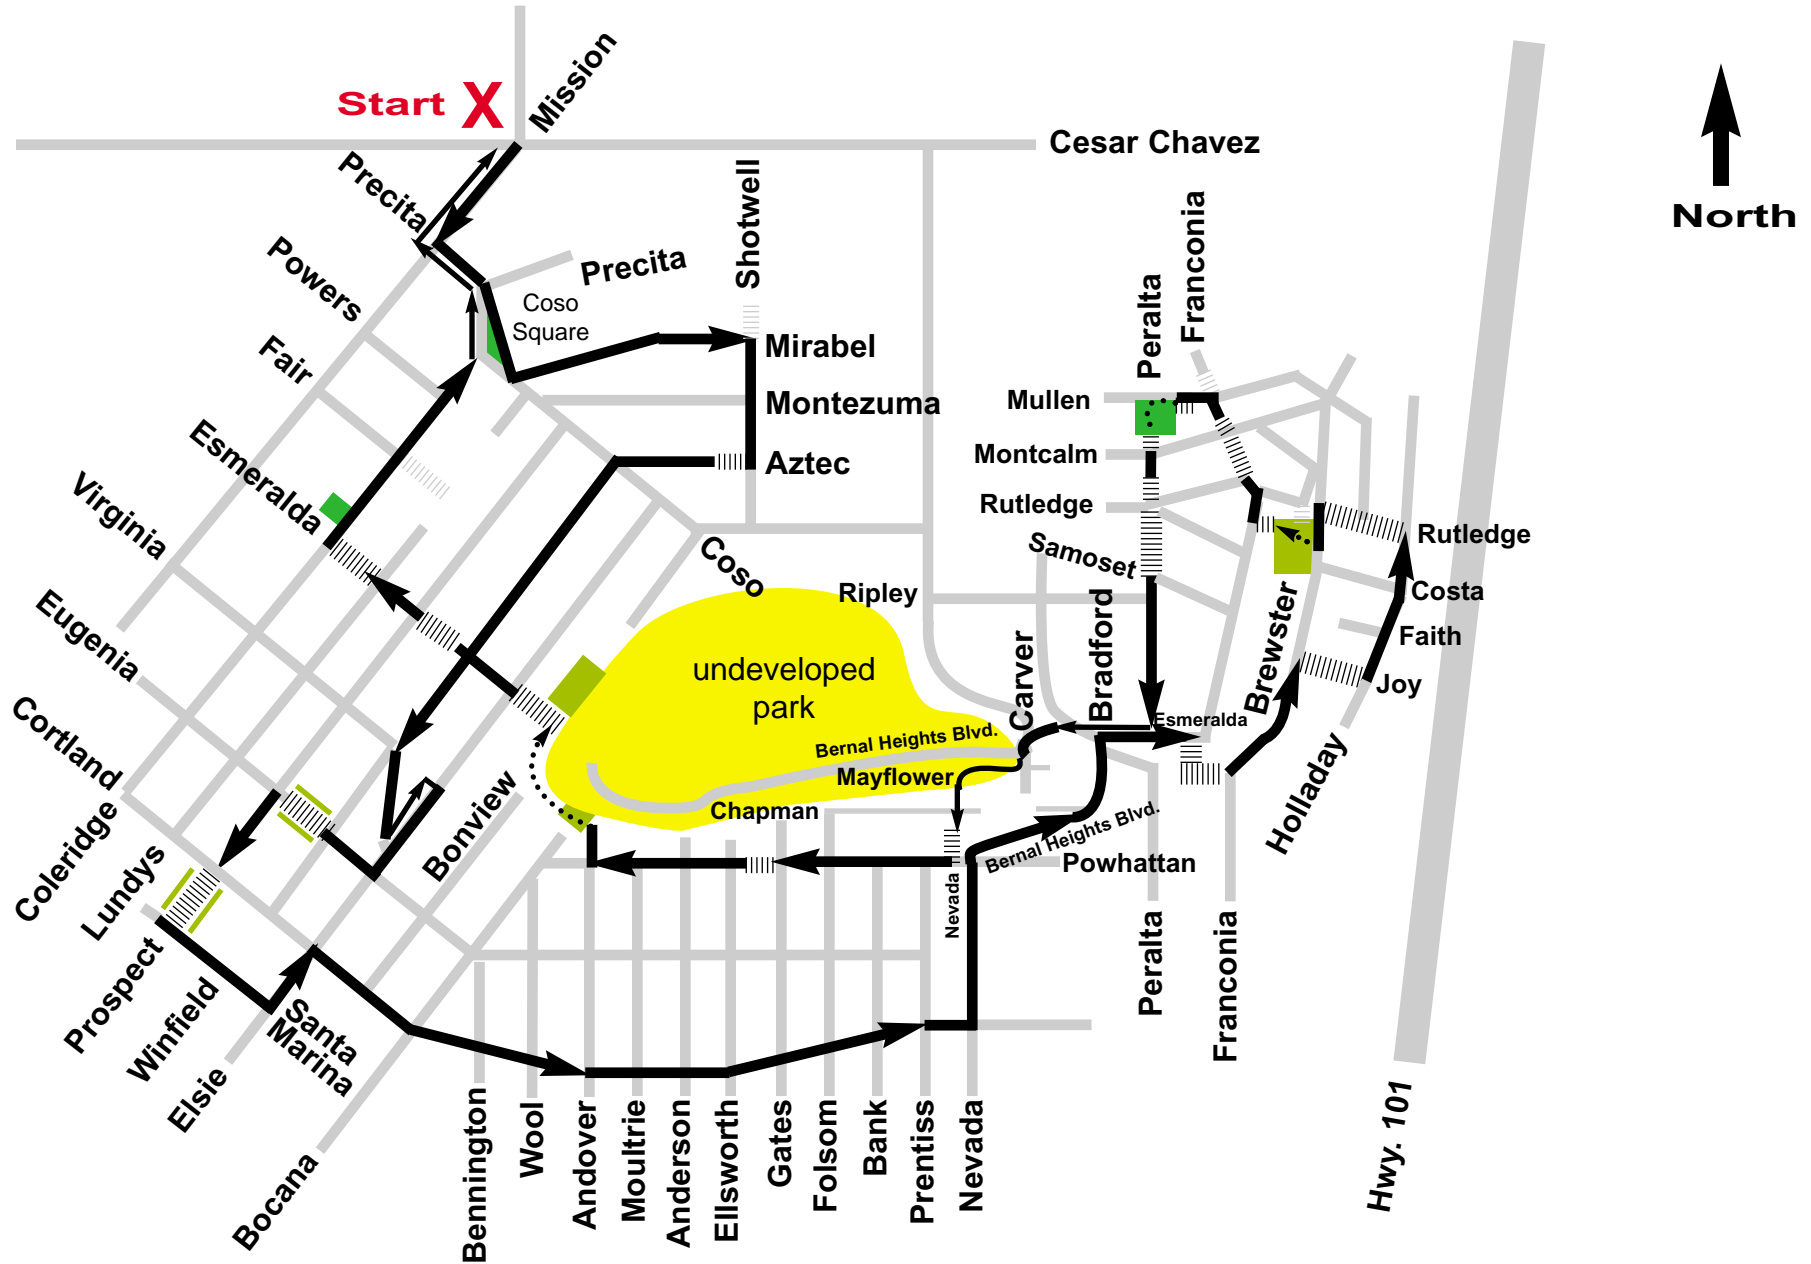 Start X
Mission
Cesar Chavez
North
Precita
Shotwell
Precita
Powers
Franconia
Peralta
Coso
Square
Fair
Mirabel
Mullen
Montezuma
Esmeralda
Aztec
Montcalm
Virginia
Rutledge
Rutledge
Samoset
Coso
Ripley
Costa
Eugenia
Bradford
Brewster
Faith
undeveloped
park
Carver
Joy
Esmeralda
Cortland
Bernal Heights Blvd.
Mayflower
Holladay
Coleridge
Bonview
Chapman
Bernal Heights Blvd.
Powhattan
Lundys
Nevada
Prospect
Winfield
Santa
Marina
Elsie
Peralta
Franconia
Hwy. 101
Bocana
Bennington
Wool
Andover
Moultrie
Anderson
Ellsworth
Gates
Folsom
Bank
Prentiss
Nevada